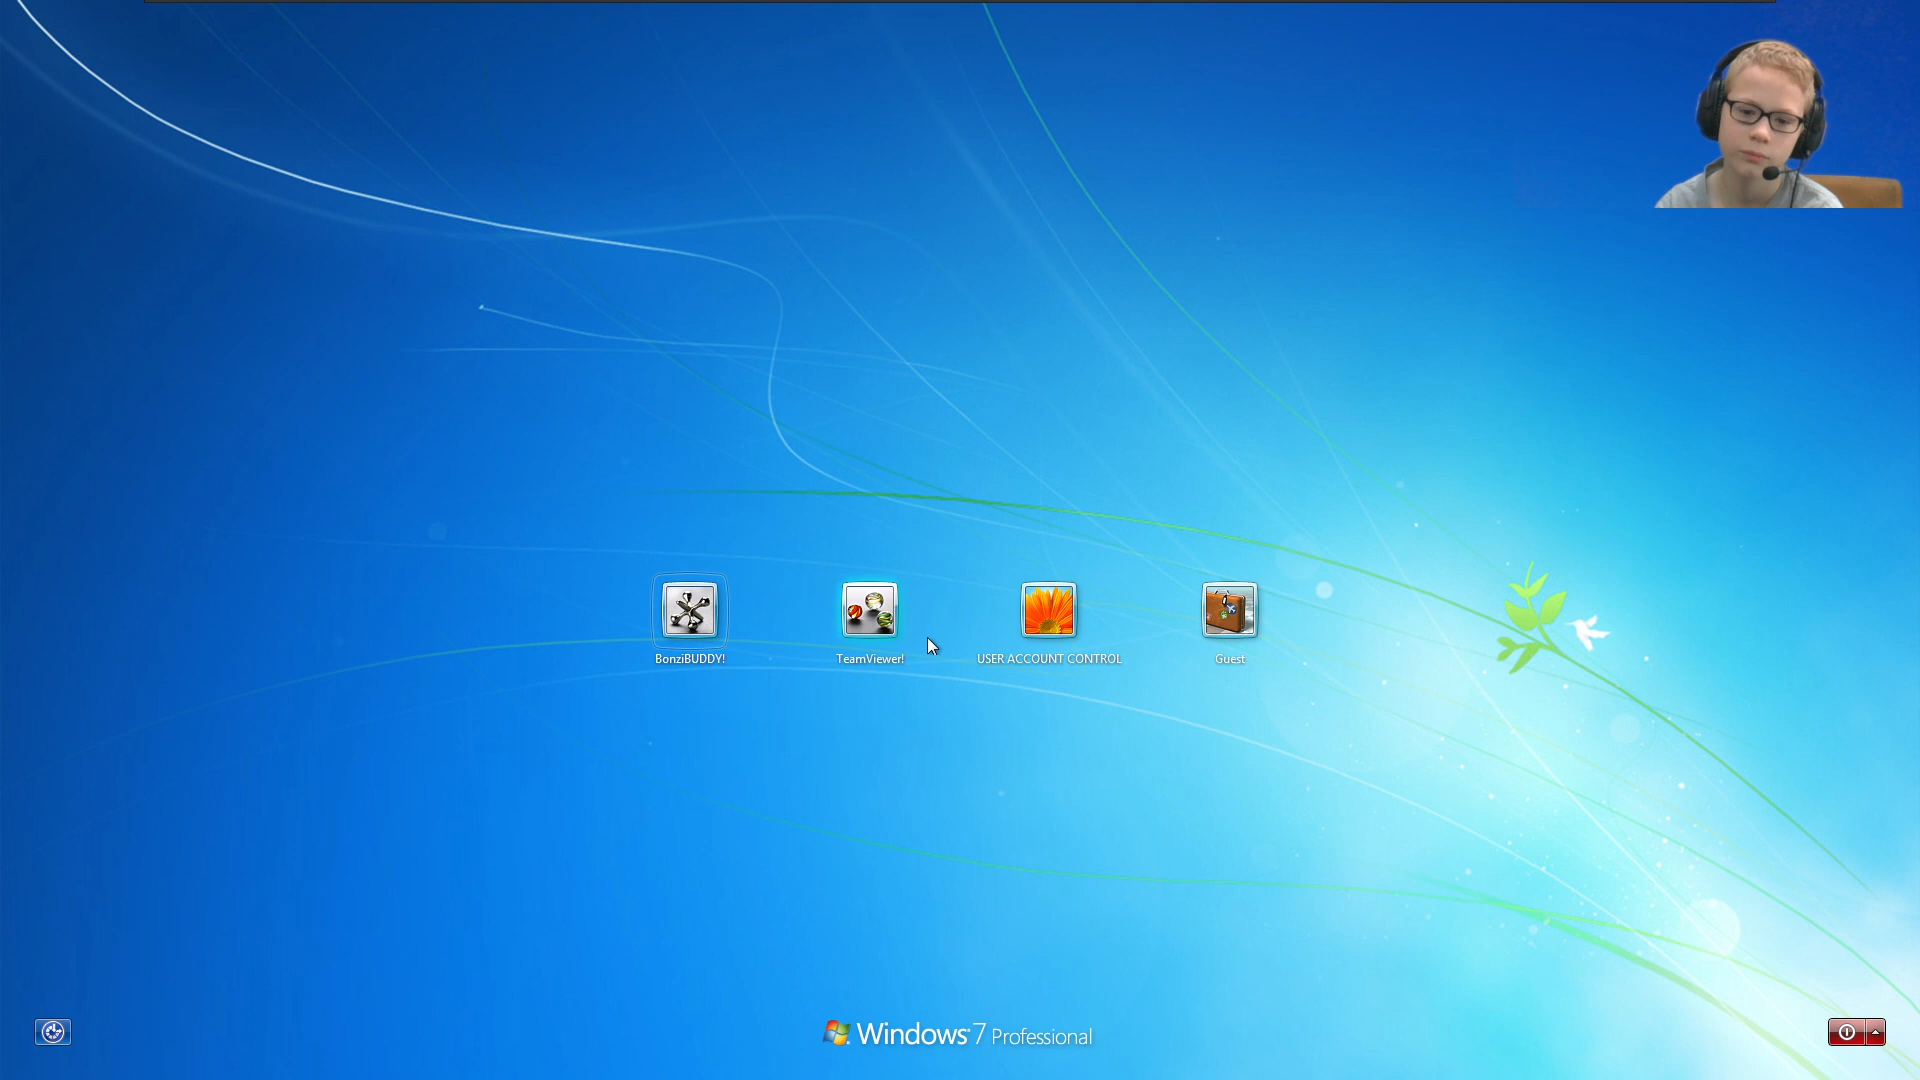 BonziBUDDY!
TeamViewer!
USER ACCOUNT CONTROL
Guest
Windows 7 Professional